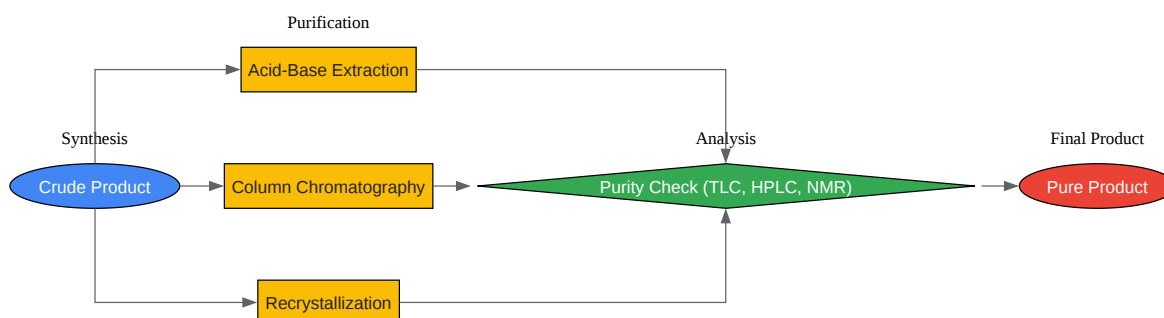 Purification
Acid-Base Extraction
Synthesis
Analysis
Final Product
Crude Product
Column Chromatography
Purity Check (TLC, HPLC, NMR)
Pure Product
Recrystallization